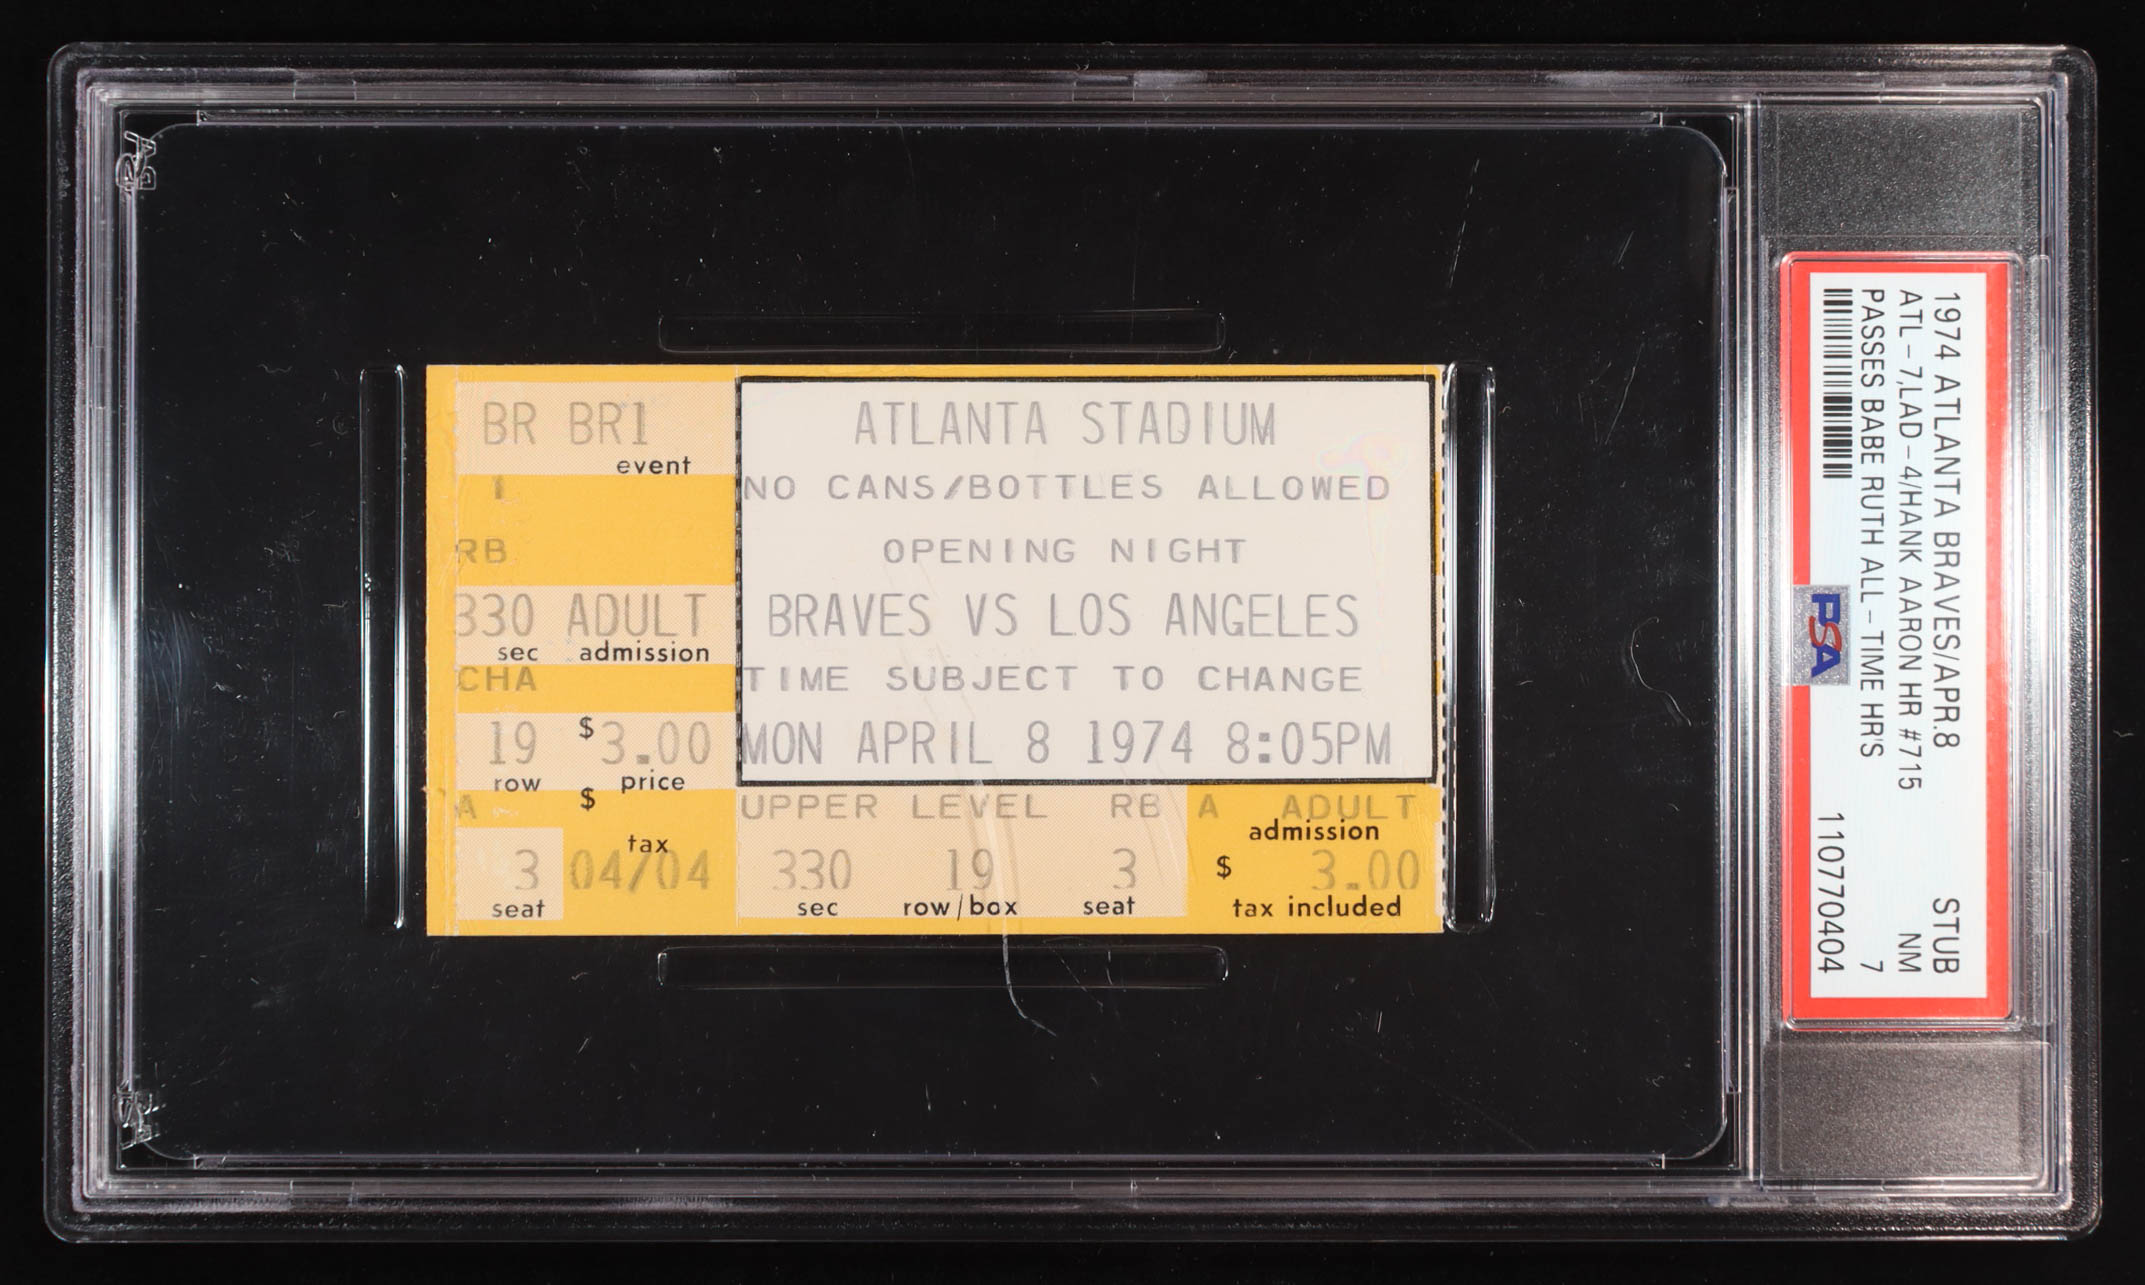 BR BR1
event
1
RB
330 ADULT
sec admission
CHA
19 $3.00
row price
A $
tax
3 04/04
seat
ATLANTA STADIUM
NO CANS/BOTTLES ALLOWED
OPENING NIGHT
BRAVES VS LOS ANGELES
TIME SUBJECT TO CHANGE
MON APRIL 8 1974 8:05PM
UPPER LEVEL RB A ADULT
admission
330 19 3 $ 3.00
sec row/box seat tax included
1974 ATLANTA BRAVES/APR.8 STUB
ATL-7,LAD-4/HANK AARON HR #715 NM
PASSES BABE RUTH ALL-TIME HR'S 7
110770404
PSA